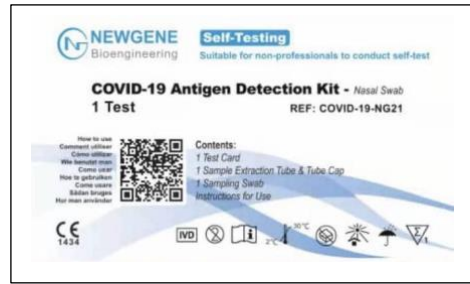 NEWGENE
Bioengineering
Self-Testing
Suitable for non-professionals to conduct self-test
COVID-19 Antigen Detection Kit - Nasal Swab
1 Test
REF: COVID-19-NG21
How to use
Comment utiliser
Cómo utilizar
Wie benutzt man
Como usar
Hoe te gebruiken
Come usare
Sådan bruges
Hur man använder
Contents:
1 Test Card
1 Sample Extraction Tube & Tube Cap
1 Sampling Swab
Instructions for Use
CE
1434
IVD
2
i
2°C
30°C
Σ
1